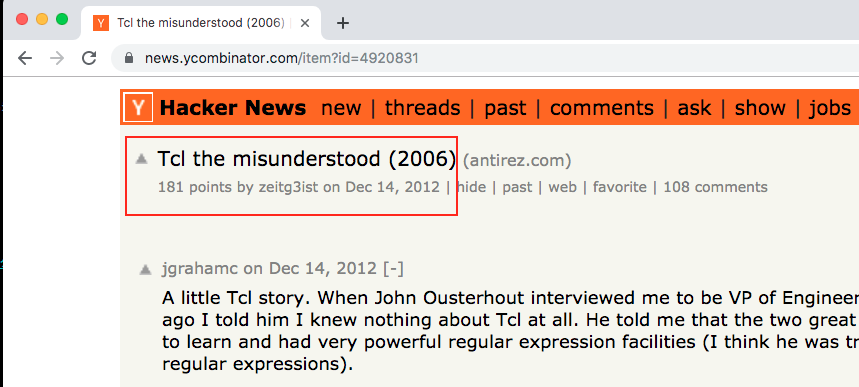 Y Tcl the misunderstood (2006)
news.ycombinator.com/item?id=4920831
Y Hacker News new | threads | past | comments | ask | show | jobs
Tcl the misunderstood (2006) (antirez.com)
181 points by zeitg3ist on Dec 14, 2012 | hide | past | web | favorite | 108 comments
jgrahamc on Dec 14, 2012 [-]
A little Tcl story. When John Ousterhout interviewed me to be VP of Engineer
ago I told him I knew nothing about Tcl at all. He told me that the two great
to learn and had very powerful regular expression facilities (I think he was tr
regular expressions).